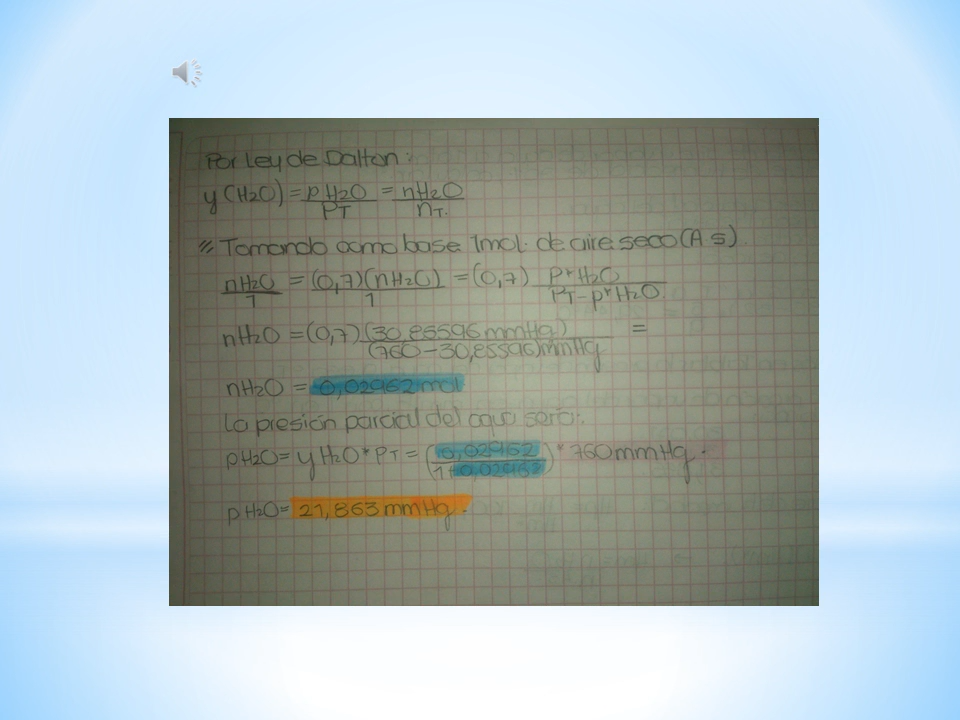 Por Ley de Dalton:
y(H2O) = pH2O / PT = nH2O / nT.
Tomando como base 1mol. de aire seco (A s)
nH2O / 1 = (0,7)(nH2O) / 1 = (0,7) P*H2O / PT - p*H2O
nH2O = (0,7) (30,85596 mmHg) / (760 - 30,85596) mmHg =
nH2O = 0,02962 mol
La presión parcial del agua será:
pH2O = yH2O * PT = (0,02962 / 1+0,02962) * 760 mmHg.
pH2O = 21,863 mmHg.